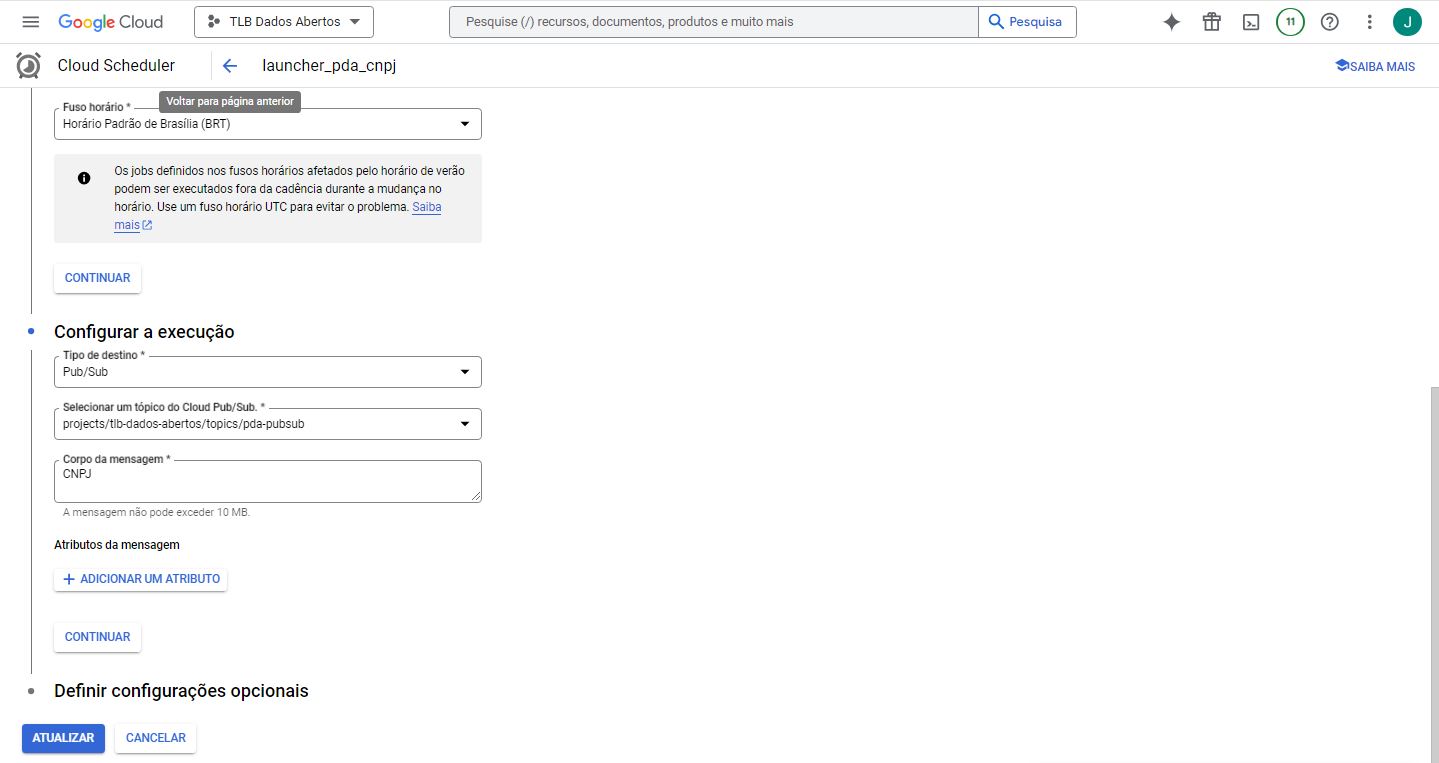 Google Cloud
TLB Dados Abertos
Pesquise (/) recursos, documentos, produtos e muito mais
Pesquisa
11
J
Cloud Scheduler
launcher_pda_cnpj
SAIBA MAIS
Voltar para página anterior
Fuso horário *
Horário Padrão de Brasília (BRT)
Os jobs definidos nos fusos horários afetados pelo horário de verão
podem ser executados fora da cadência durante a mudança no
horário. Use um fuso horário UTC para evitar o problema. Saiba
mais
CONTINUAR
Configurar a execução
Tipo de destino *
Pub/Sub
Selecionar um tópico do Cloud Pub/Sub. *
projects/tlb-dados-abertos/topics/pda-pubsub
Corpo da mensagem *
CNPJ
A mensagem não pode exceder 10 MB.
Atributos da mensagem
ADICIONAR UM ATRIBUTO
CONTINUAR
Definir configurações opcionais
ATUALIZAR
CANCELAR